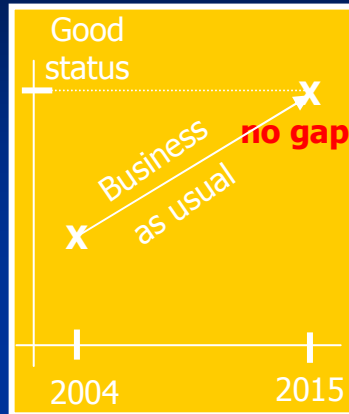 Good
status
X
no gap
Business
as usual
X
2004
2015